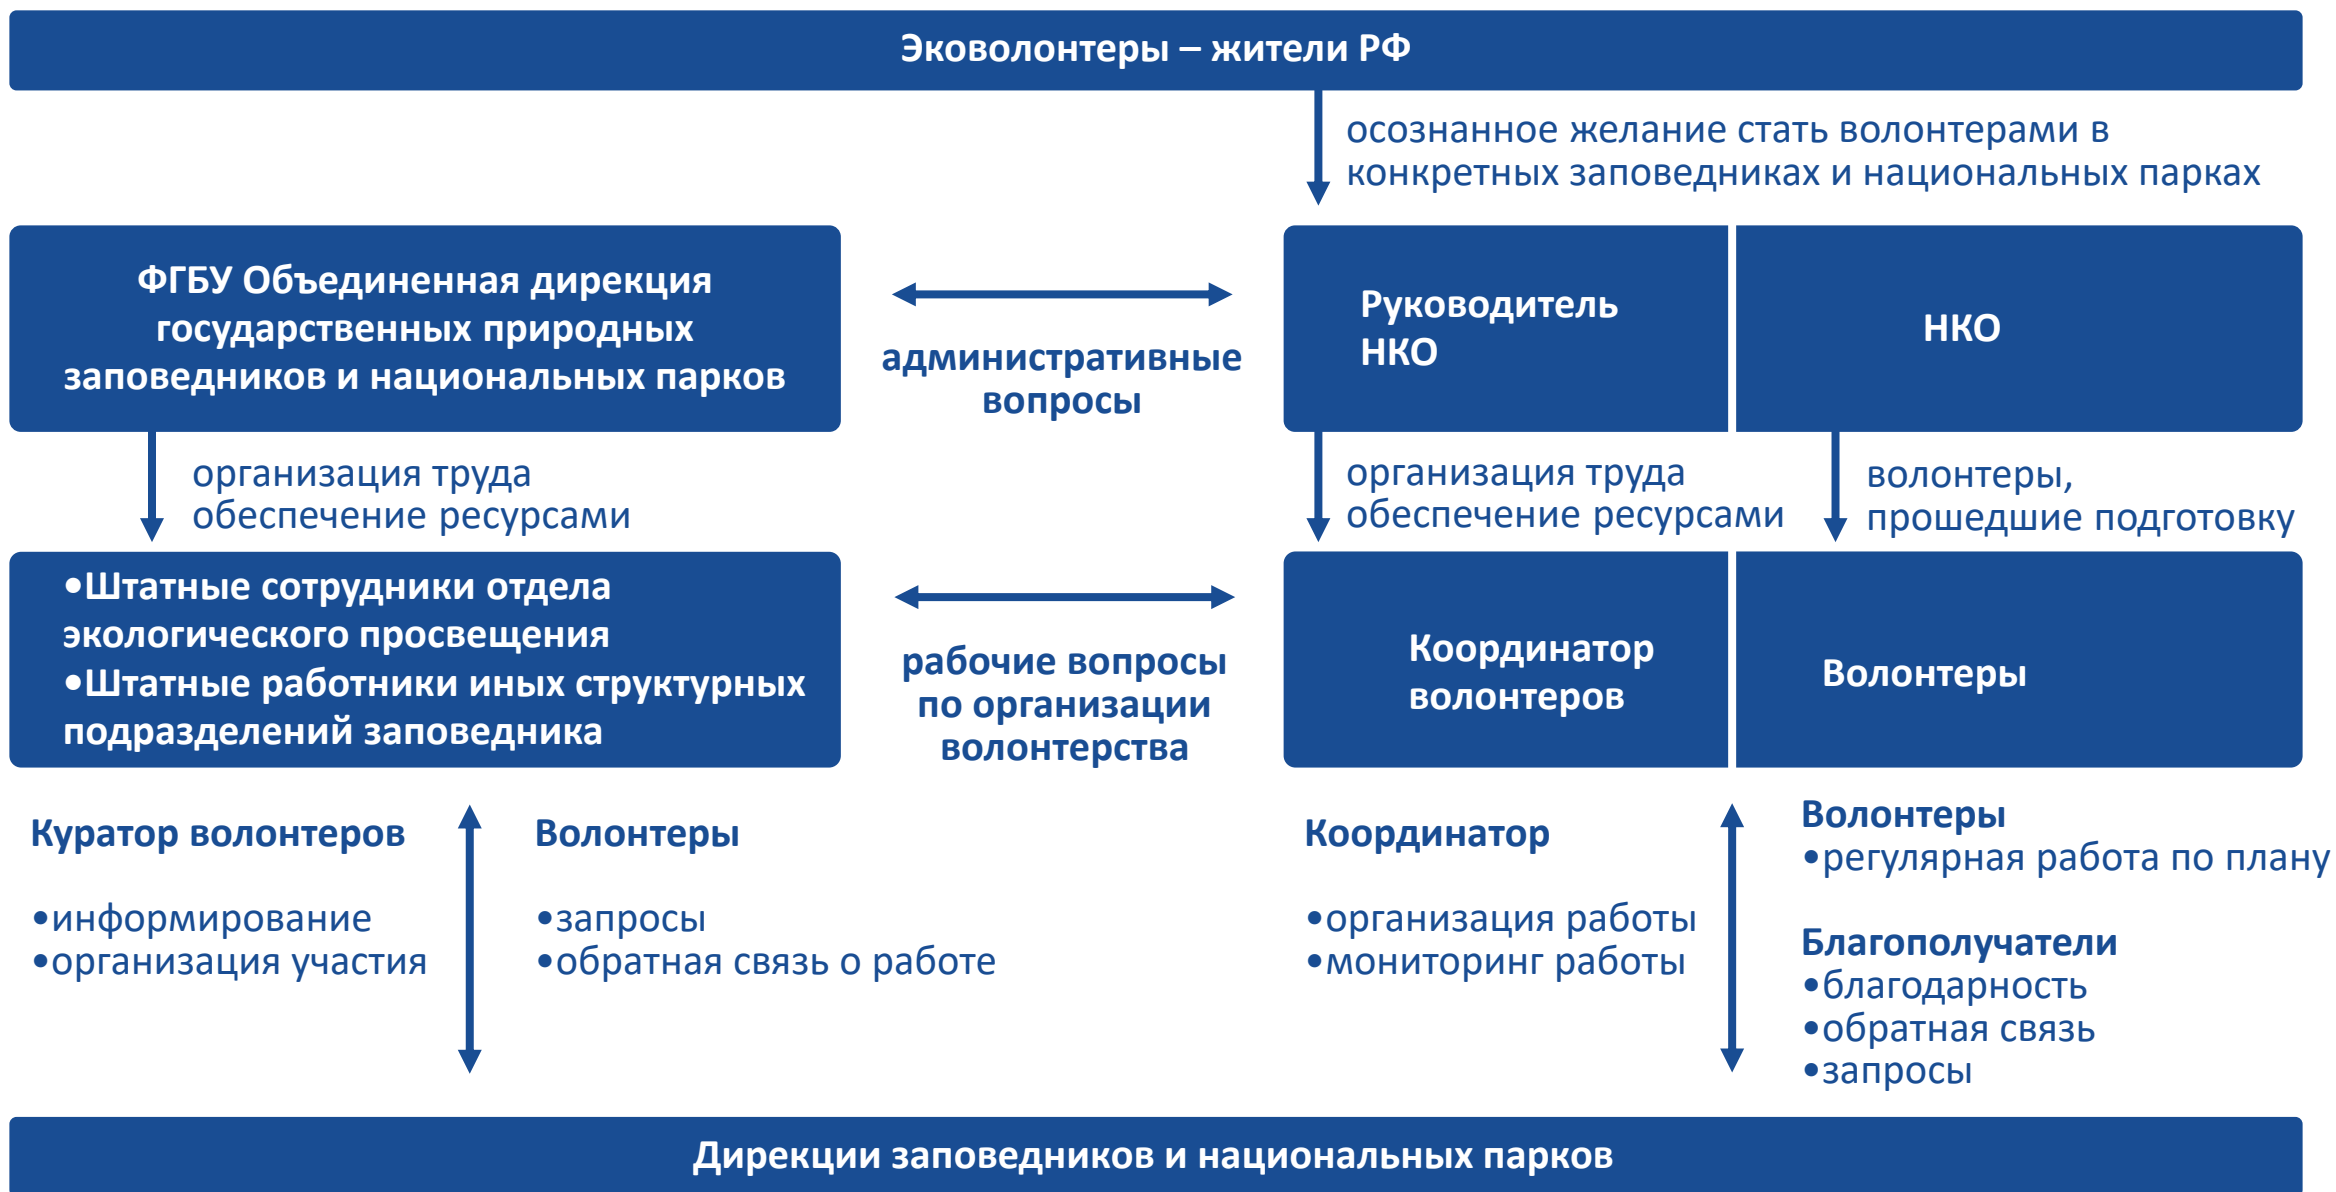 Эковолонтеры – жители РФ
осознанное желание стать волонтерами в
конкретных заповедниках и национальных парках
ФГБУ Объединенная дирекция
государственных природных
заповедников и национальных парков
административные
вопросы
Руководитель
НКО
НКО
организация труда
обеспечение ресурсами
организация труда
обеспечение ресурсами
волонтеры,
прошедшие подготовку
•Штатные сотрудники отдела
экологического просвещения
•Штатные работники иных структурных
подразделений заповедника
рабочие вопросы
по организации
волонтерства
Координатор
волонтеров
Волонтеры
Куратор волонтеров
•информирование
•организация участия
Волонтеры
•запросы
•обратная связь о работе
Координатор
•организация работы
•мониторинг работы
Волонтеры
•регулярная работа по плану
Благополучатели
•благодарность
•обратная связь
•запросы
Дирекции заповедников и национальных парков